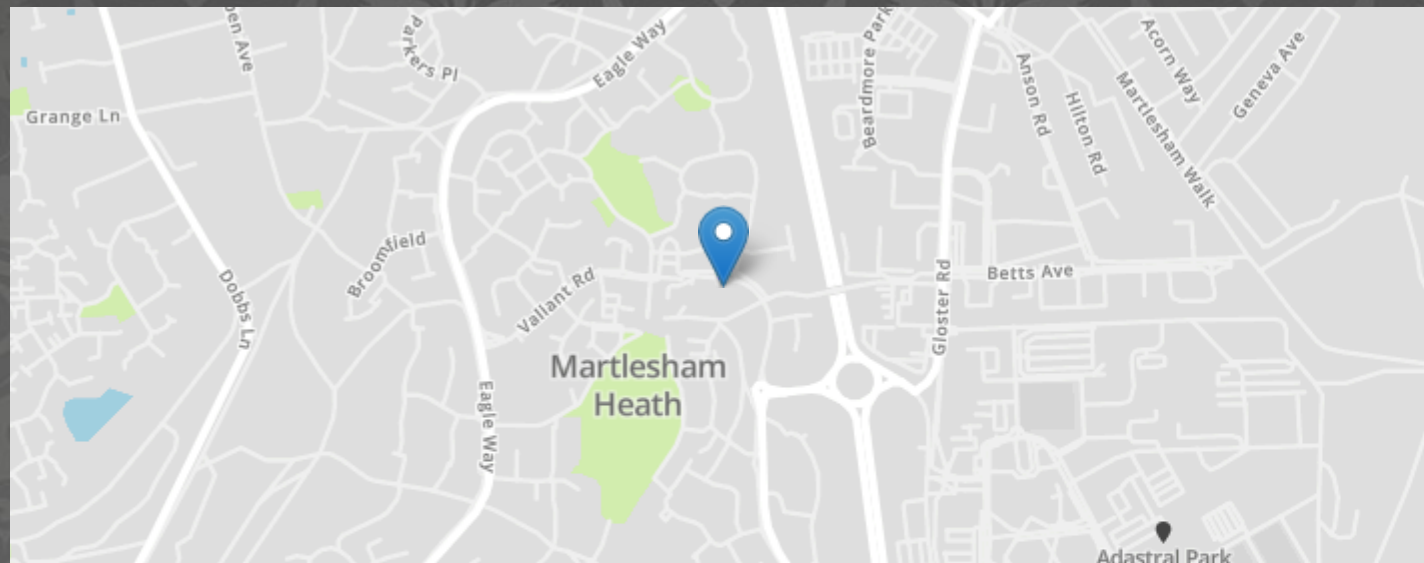 Parkers Pl
Eagle Way
Beardmore Park
Acorn Way
Geneva Ave
Anson Rd
Hilton Rd
Martlesham Walk
Grange Ln
Broomfield
Dobbs Ln
Valiant Rd
Gloster Rd
Betts Ave
Martlesham
Heath
Eagle Way
Adastral Park